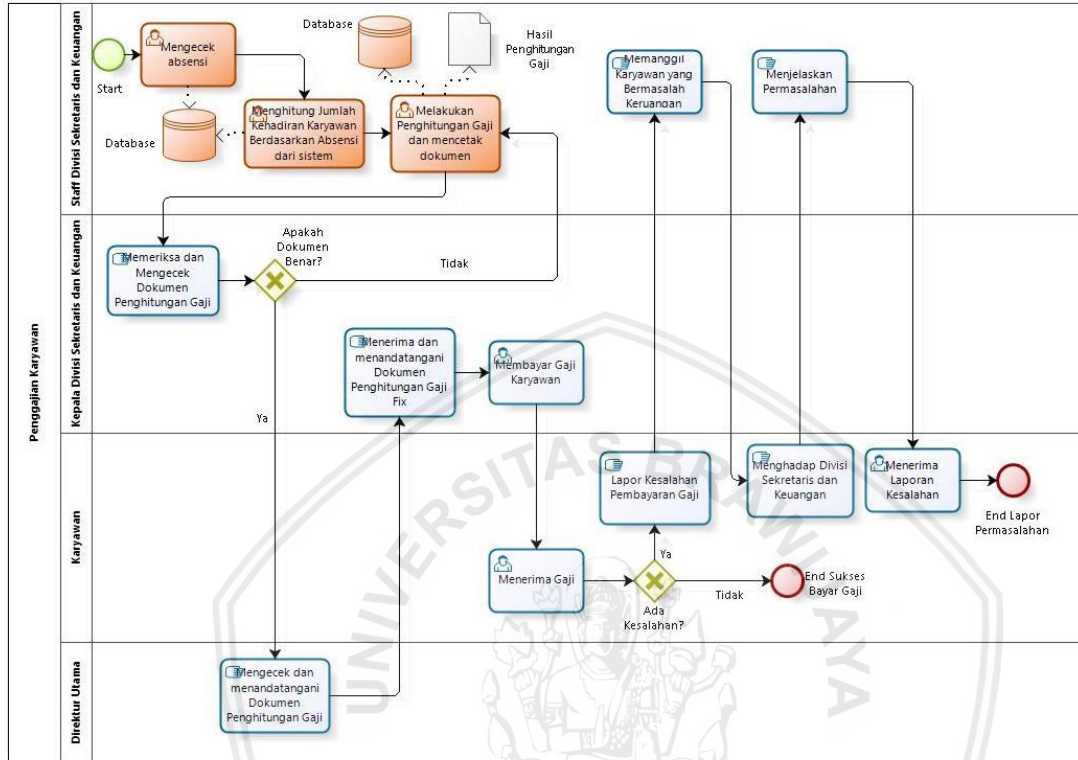 Penggajian Karyawan
Staff Divisi Sekretaris dan Keuangan
Start
Mengecek
absensi
Database
Menghitung Jumlah
Kehadiran Karyawan
Berdasarkan Absensi
dari sistem
Database
Hasil
Penghitungan
Gaji
Melakukan
Penghitungan Gaji
dan mencetak
dokumen
Memanggil
Karyawan yang
Bermasalah
Keruangan
Menjelaskan
Permasalahan
Kepala Divisi Sekretaris dan Keuangan
Memeriksa dan
Mengecek
Dokumen
Penghitungan Gaji
Apakah
Dokumen
Benar?
Tidak
Ya
Menerima dan
menandatangani
Dokumen
Penghitungan Gaji
Fix
Membayar Gaji
Karyawan
Karyawan
Menerima Gaji
Ada
Kesalahan?
Ya
Tidak
Lapor Kesalahan
Pembayaran Gaji
End Sukses
Bayar Gaji
Menghadap Divisi
Sekretaris dan
Keuangan
Menerima
Laporan
Kesalahan
End Lapor
Permasalahan
Direktur Utama
Mengecek dan
menandatangani
Dokumen
Penghitungan Gaji
UNIVERSITAS BRAWIJAYA